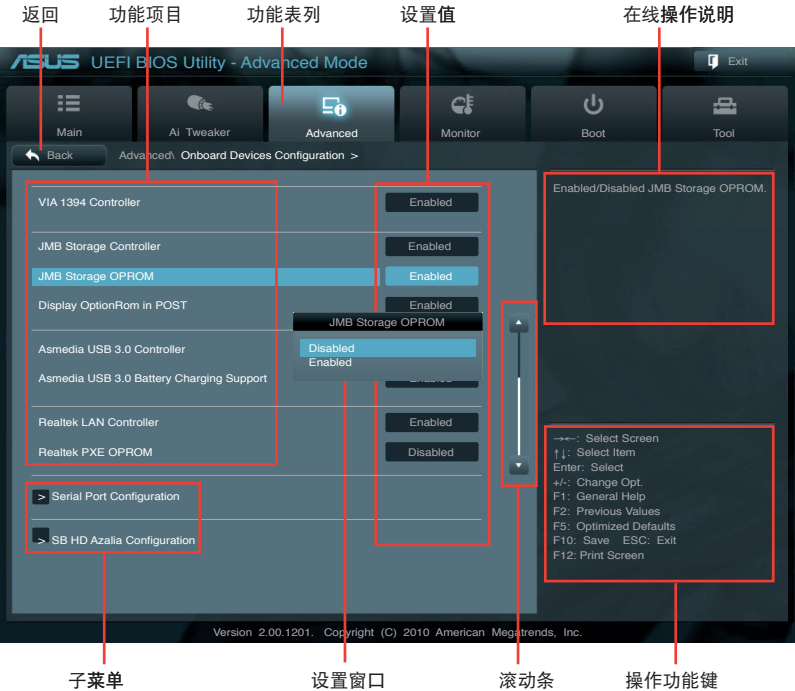 返回 功能项目 功能表列 设置值 在线操作说明
ASUS UEFI BIOS Utility - Advanced Mode Exit
Main Ai Tweaker Advanced Monitor Boot Tool
Back Advanced\ Onboard Devices Configuration >
Enabled/Disabled JMB Storage OPROM.
VIA 1394 Controller Enabled
JMB Storage Controller Enabled
JMB Storage OPROM Enabled
Display OptionRom in POST Enabled
JMB Storage OPROM
Disabled
Enabled
Asmedia USB 3.0 Controller
Asmedia USB 3.0 Battery Charging Support Enabled
Realtek LAN Controller Enabled
Realtek PXE OPROM Disabled
> Serial Port Configuration
> SB HD Azalia Configuration
→←: Select Screen
↑↓: Select Item
Enter: Select
+/-: Change Opt.
F1: General Help
F2: Previous Values
F5: Optimized Defaults
F10: Save ESC: Exit
F12: Print Screen
Version 2.00.1201. Copyright (C) 2010 American Megatrends, Inc.
子菜单 设置窗口 滚动条 操作功能键